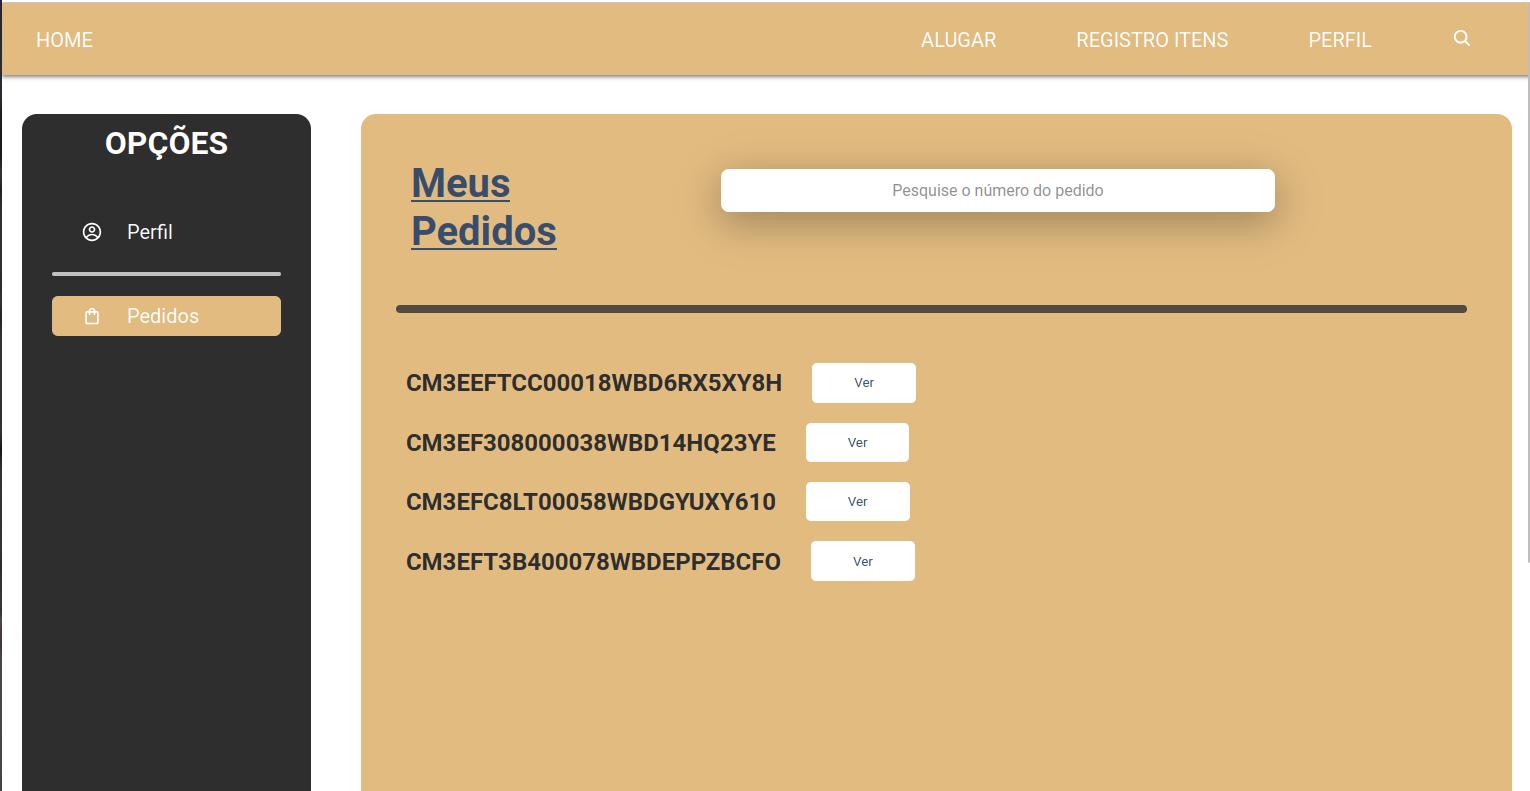 HOME
ALUGAR
REGISTRO ITENS
PERFIL
OPÇÕES
Perfil
Pedidos
Meus
Pedidos
Pesquise o número do pedido
CM3EEFTCC00018WBD6RX5XY8H
Ver
CM3EF308000038WBD14HQ23YE
Ver
CM3EFC8LT00058WBDGYUXY610
Ver
CM3EFT3B400078WBDEPPZBCFO
Ver